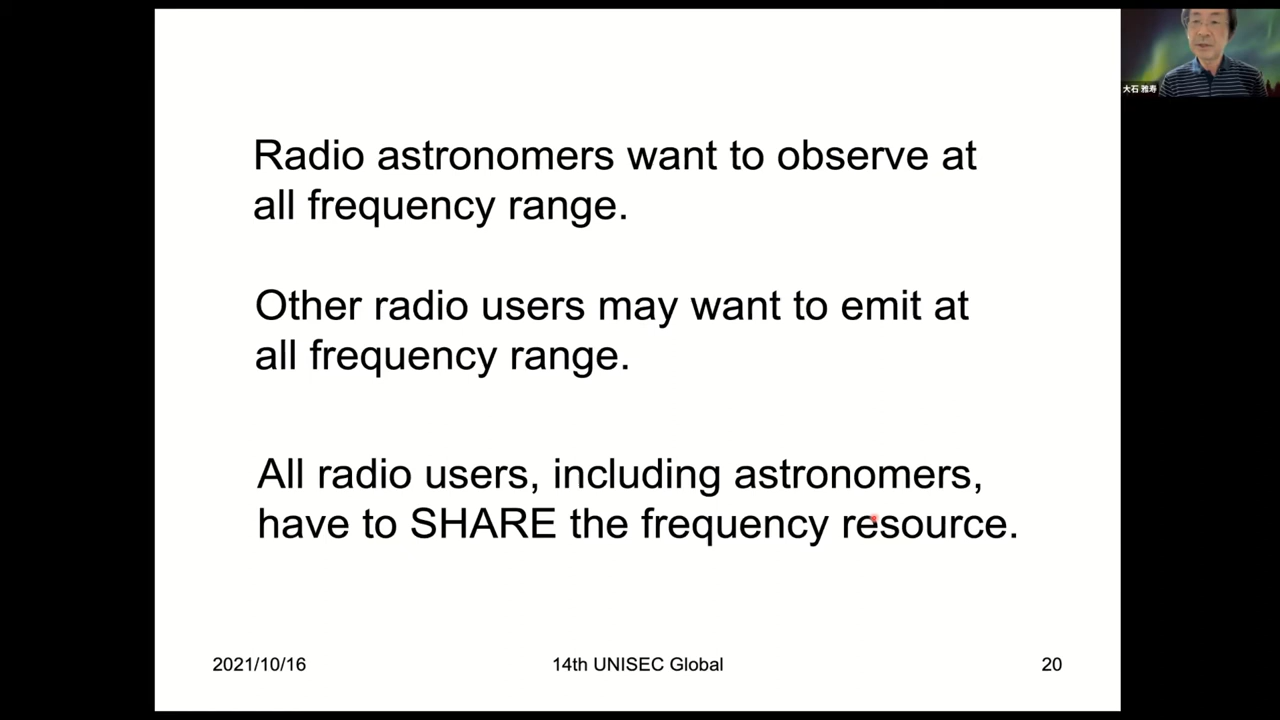 Radio astronomers want to observe at
all frequency range.
Other radio users may want to emit at
all frequency range.
All radio users, including astronomers,
have to SHARE the frequency resource.
2021/10/16
14th UNISEC Global
20
大石 雅寿